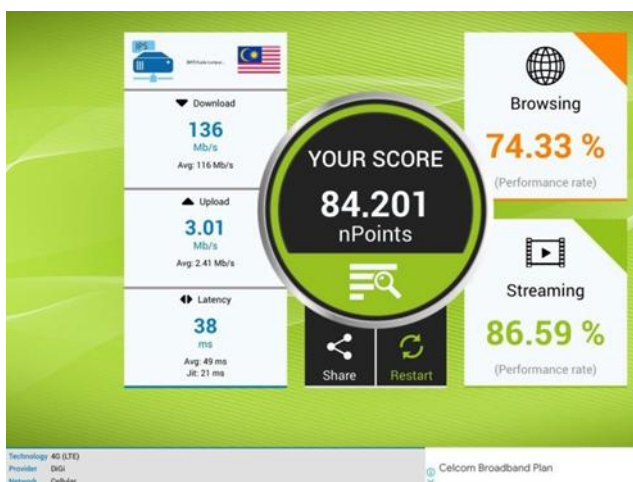 IPS
Download
136
Mb/s
Avg: 116 Mb/s
Upload
3.01
Mb/s
Avg: 2.41 Mb/s
Latency
38
ms
Avg: 49 ms
Jit: 21 ms
YOUR SCORE
84.201
nPoints
Share
Restart
Browsing
74.33 %
(Performance rate)
Streaming
86.59 %
(Performance rate)
Technology 4G (LTE)
Provider DiGi
Network Cellular
Celcom Broadband Plan